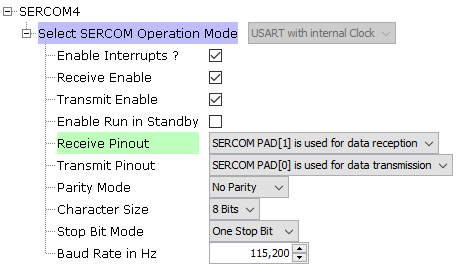 SERCOM4
Select SERCOM Operation Mode USART with internal Clock
Enable Interrupts ?
Receive Enable
Transmit Enable
Enable Run in Standby
Receive Pinout SERCOM PAD[1] is used for data reception
Transmit Pinout SERCOM PAD[0] is used for data transmission
Parity Mode No Parity
Character Size 8 Bits
Stop Bit Mode One Stop Bit
Baud Rate in Hz 115,200